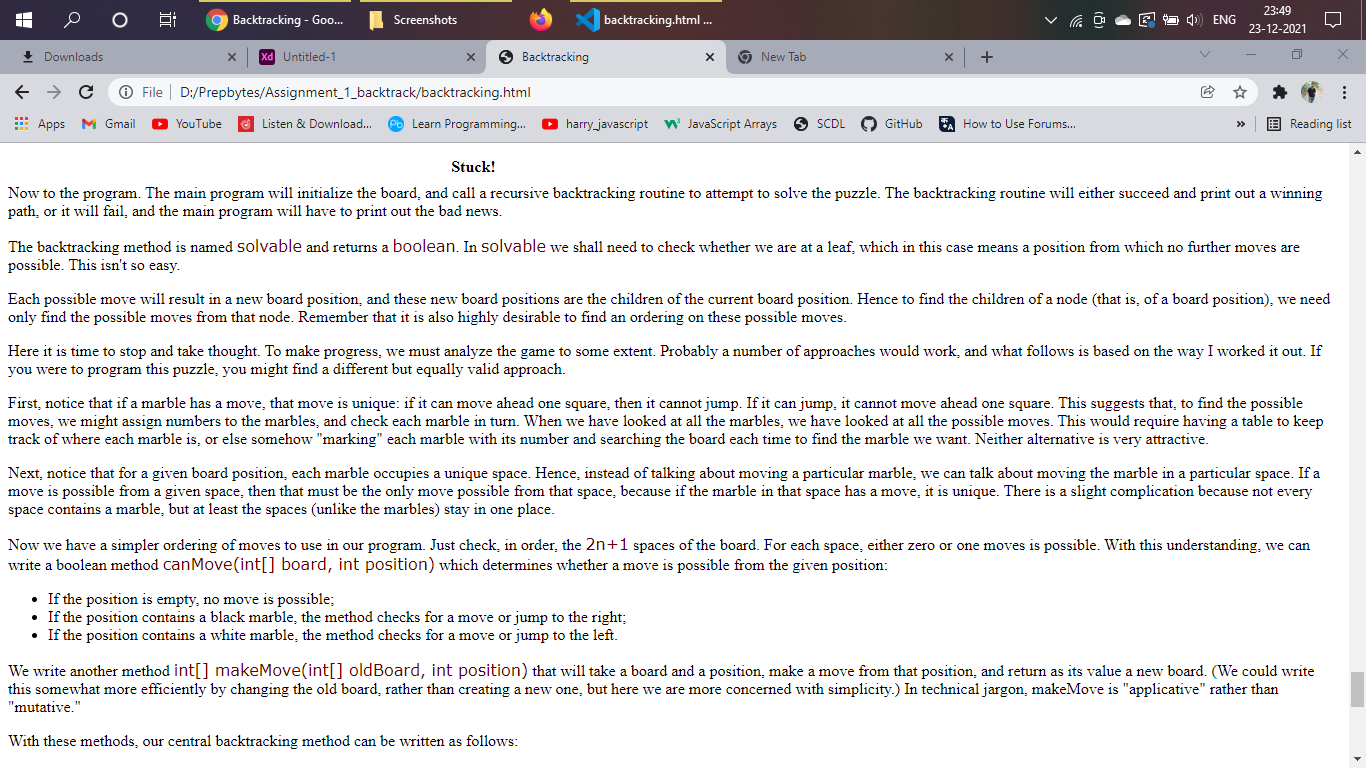 Backtracking - Goo...
Screenshots
backtracking.html ...
ENG
23:49
23-12-2021
Downloads
Xd Untitled-1
Backtracking
New Tab
File D:/Prepbytes/Assignment_1_backtrack/backtracking.html
Apps
Gmail
YouTube
Listen & Download...
Learn Programming...
harry_javascript
JavaScript Arrays
SCDL
GitHub
How to Use Forums...
»
Reading list
Stuck!
Now to the program. The main program will initialize the board, and call a recursive backtracking routine to attempt to solve the puzzle. The backtracking routine will either succeed and print out a winning
path, or it will fail, and the main program will have to print out the bad news.
The backtracking method is named solvable and returns a boolean. In solvable we shall need to check whether we are at a leaf, which in this case means a position from which no further moves are
possible. This isn't so easy.
Each possible move will result in a new board position, and these new board positions are the children of the current board position. Hence to find the children of a node (that is, of a board position), we need
only find the possible moves from that node. Remember that it is also highly desirable to find an ordering on these possible moves.
Here it is time to stop and take thought. To make progress, we must analyze the game to some extent. Probably a number of approaches would work, and what follows is based on the way I worked it out. If
you were to program this puzzle, you might find a different but equally valid approach.
First, notice that if a marble has a move, that move is unique: if it can move ahead one square, then it cannot jump. If it can jump, it cannot move ahead one square. This suggests that, to find the possible
moves, we might assign numbers to the marbles, and check each marble in turn. When we have looked at all the marbles, we have looked at all the possible moves. This would require having a table to keep
track of where each marble is, or else somehow "marking" each marble with its number and searching the board each time to find the marble we want. Neither alternative is very attractive.
Next, notice that for a given board position, each marble occupies a unique space. Hence, instead of talking about moving a particular marble, we can talk about moving the marble in a particular space. If a
move is possible from a given space, then that must be the only move possible from that space, because if the marble in that space has a move, it is unique. There is a slight complication because not every
space contains a marble, but at least the spaces (unlike the marbles) stay in one place.
Now we have a simpler ordering of moves to use in our program. Just check, in order, the 2n+1 spaces of the board. For each space, either zero or one moves is possible. With this understanding, we can
write a boolean method canMove(int[] board, int position) which determines whether a move is possible from the given position:
• If the position is empty, no move is possible;
• If the position contains a black marble, the method checks for a move or jump to the right;
• If the position contains a white marble, the method checks for a move or jump to the left.
We write another method int[] makeMove(int[] oldBoard, int position) that will take a board and a position, make a move from that position, and return as its value a new board. (We could write
this somewhat more efficiently by changing the old board, rather than creating a new one, but here we are more concerned with simplicity.) In technical jargon, makeMove is "applicative" rather than
"mutative."
With these methods, our central backtracking method can be written as follows: